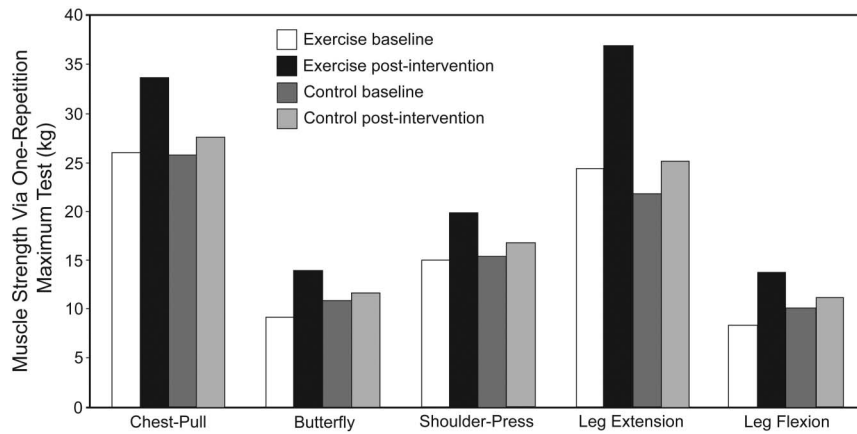 Muscle Strength Via One-Repetition
Maximum Test (kg)
40
35
30
25
20
15
10
5
0
Exercise baseline
Exercise post-intervention
Control baseline
Control post-intervention
Chest-Pull
Butterfly
Shoulder-Press
Leg Extension
Leg Flexion